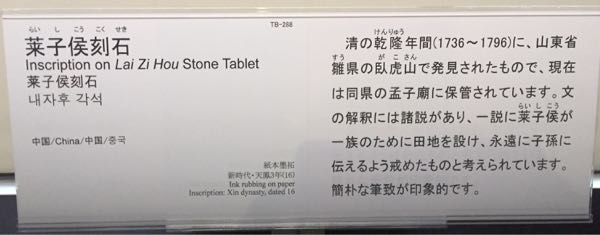 TB-288
らい し こう こく せき
莱子侯刻石
Inscription on Lai Zi Hou Stone Tablet
莱子侯刻石
내자후 각석
中国/China/中国/중국
紙本墨拓
新時代・天鳳3年(16)
Ink rubbing on paper
Inscription: Xin dynasty, dated 16
けんりゅう
清の乾隆年間(1736～1796)に、山東省
すう が こ さん
鄒県の臥虎山で発見されたもので、現在
は同県の孟子廟に保管されています。文
らい し こう
の解釈には諸説があり、一説に莱子侯が
一族のために田地を設け、永遠に子孫に
伝えるよう戒めたものと考えられています。
簡朴な筆致が印象的です。